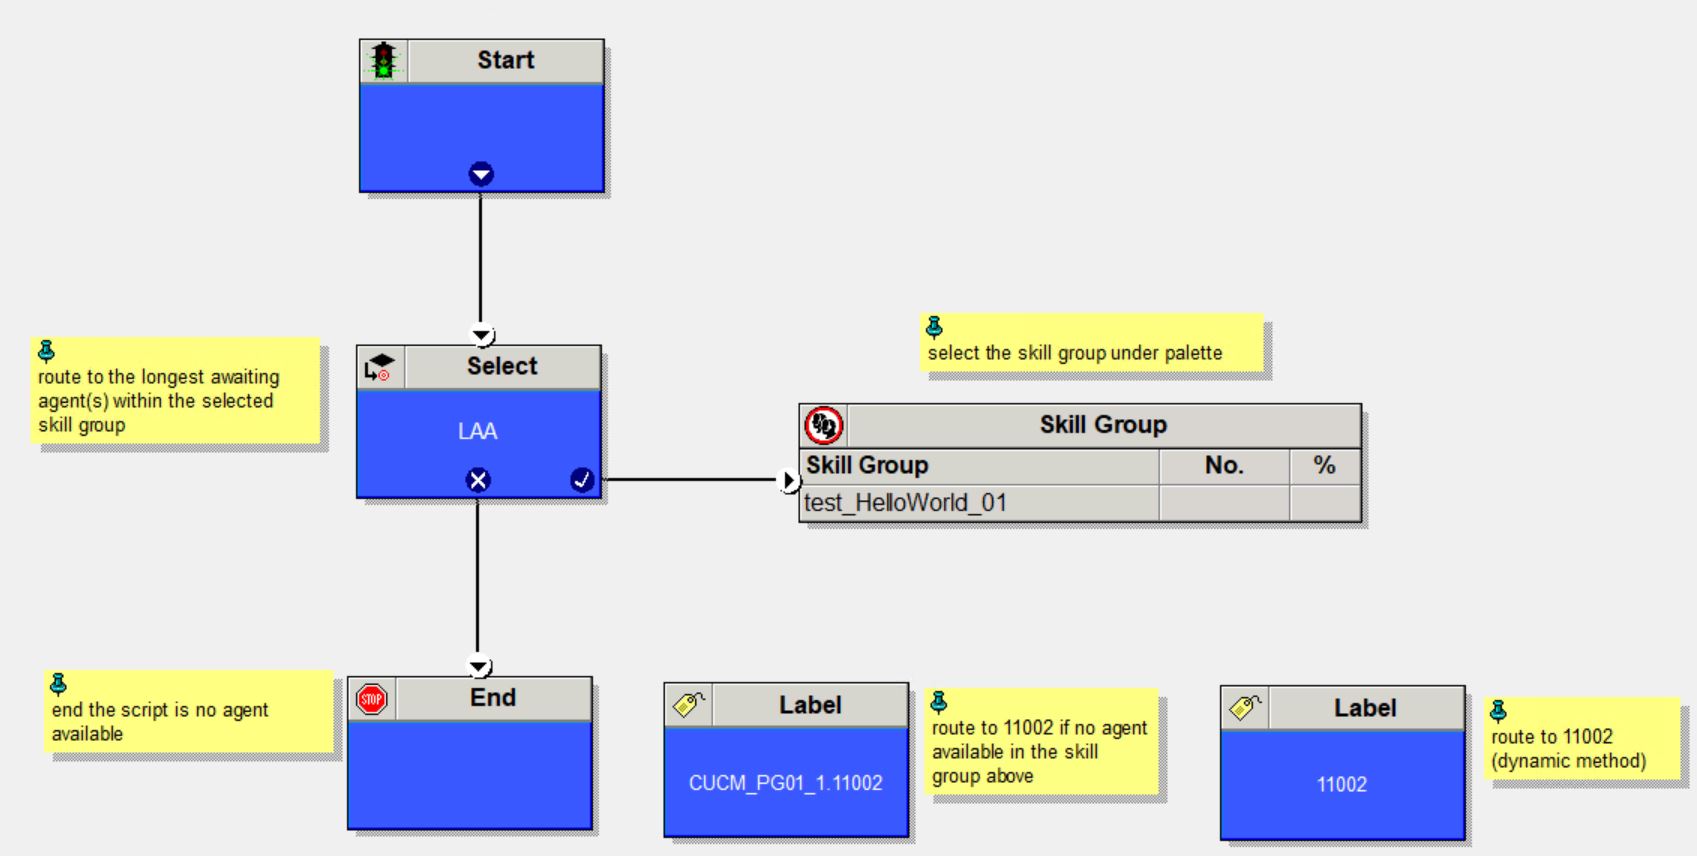 Start
route to the longest awaiting
agent(s) within the selected
skill group
Select
LAA
select the skill group under palette
Skill Group
Skill Group No. %
test_HelloWorld_01
end the script is no agent
available
STOP
End
Label
CUCM_PG01_1.11002
route to 11002 if no agent
available in the skill
group above
Label
11002
route to 11002
(dynamic method)